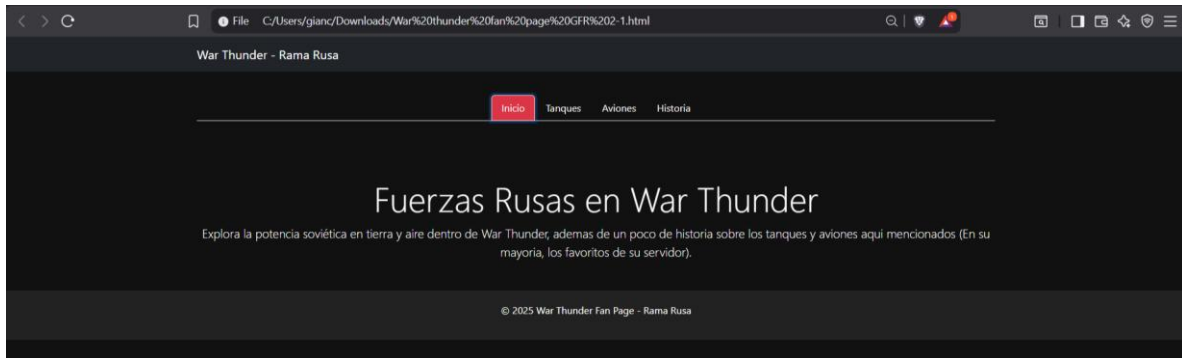 File C:/Users/gianc/Downloads/War%20thunder%20fan%20page%20GFR%202-1.html
War Thunder - Rama Rusa
Inicio Tanques Aviones Historia
Fuerzas Rusas en War Thunder
Explora la potencia soviética en tierra y aire dentro de War Thunder, ademas de un poco de historia sobre los tanques y aviones aqui mencionados (En su
mayoria, los favoritos de su servidor).
© 2025 War Thunder Fan Page - Rama Rusa